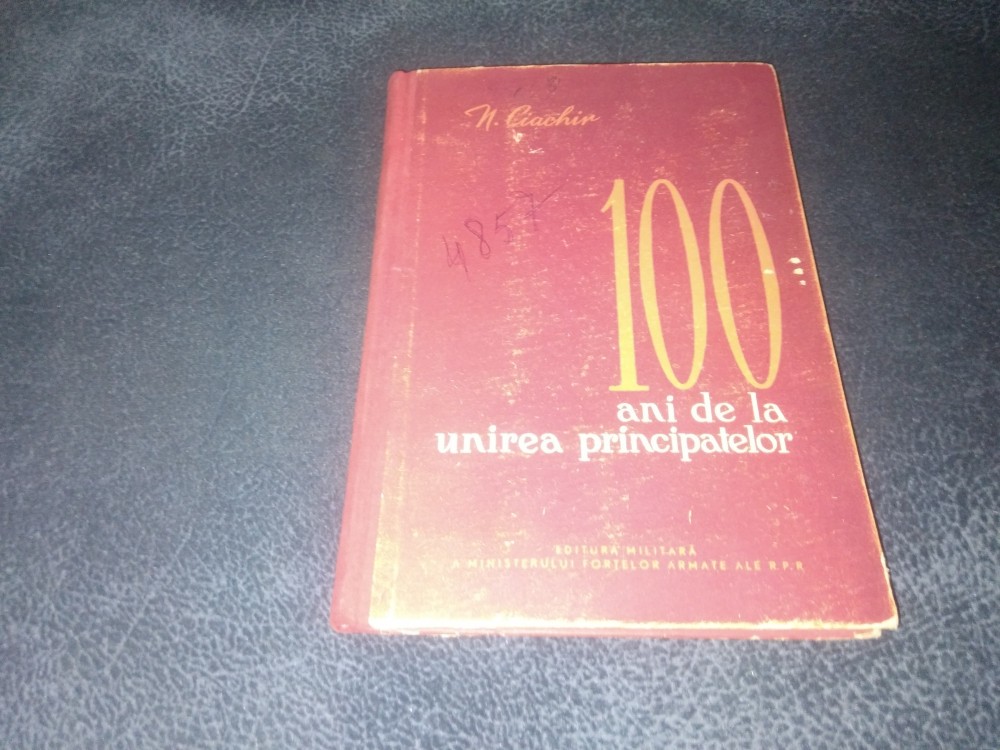 N. Ciachir
4857
100
ani de la
unirea principatelor
EDITURA MILITARĂ
A MINISTERULUI FORȚELOR ARMATE ALE R.P.R.